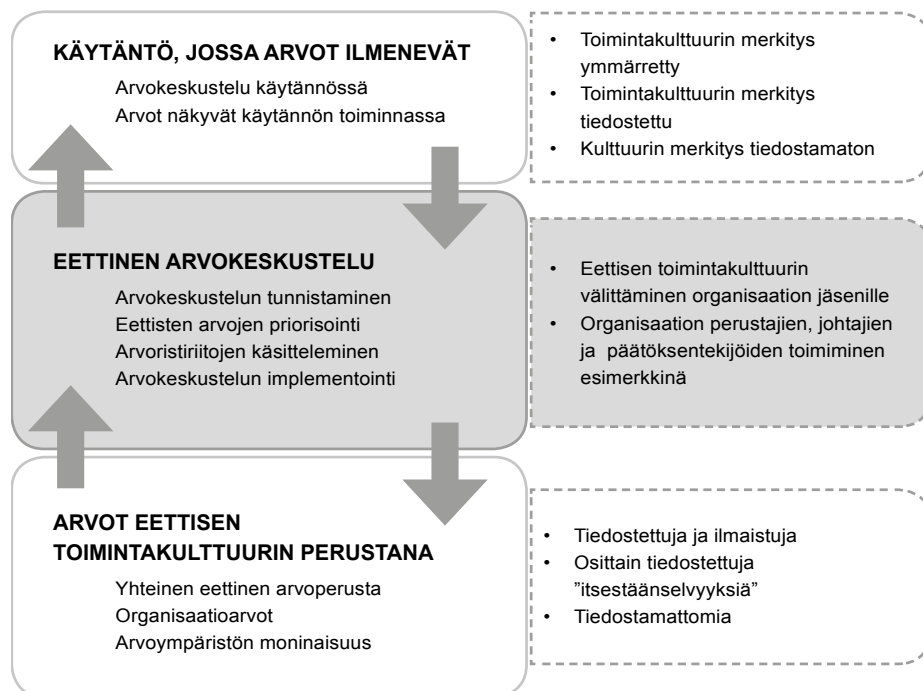 KÄYTÄNTÖ, JOSSA ARVOT ILMENEVÄT
Arvokeskustelu käytännössä
Arvot näkyvät käytännön toiminnassa
• Toimintakulttuurin merkitys
ymmärretty
• Toimintakulttuurin merkitys
tiedostettu
• Kulttuurin merkitys tiedostamaton
EETTINEN ARVOKESKUSTELU
Arvokeskustelun tunnistaminen
Eettisten arvojen priorisointi
Arvoristiriitojen käsitteleminen
Arvokeskustelun implementointi
• Eettisen toimintakulttuurin
välittäminen organisaation jäsenille
• Organisaation perustajien, johtajien
ja päätöksentekijöiden toimiminen
esimerkkinä
ARVOT EETTISEN
TOIMINTAKULTTUURIN PERUSTANA
Yhteinen eettinen arvoperusta
Organisaatioarvot
Arvoympäristön moninaisuus
• Tiedostettuja ja ilmaistuja
• Osittain tiedostettuja
”itsestäänselvyyksiä”
• Tiedostamattomia